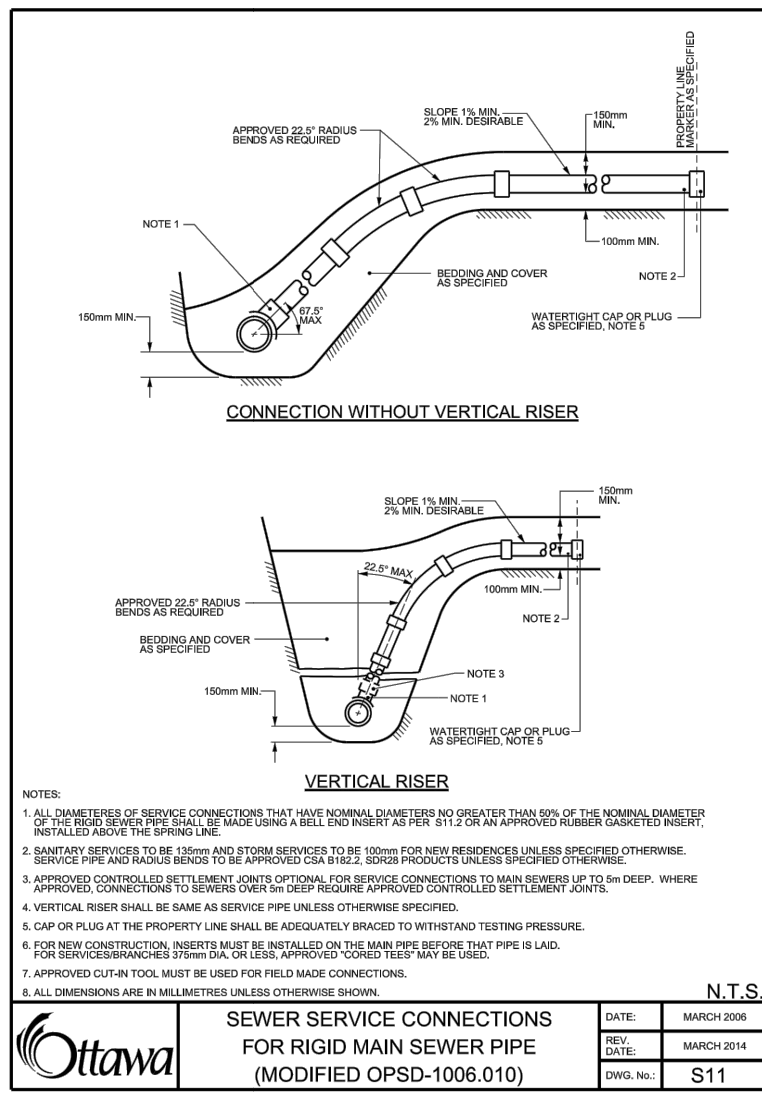 PROPERTY LINE
MARKER AS SPECIFIED
SLOPE 1% MIN.
2% MIN. DESIRABLE
150mm
MIN.
APPROVED 22.5° RADIUS
BENDS AS REQUIRED
NOTE 1
100mm MIN.
BEDDING AND COVER
AS SPECIFIED
NOTE 2
67.5°
MAX
150mm MIN.
WATERTIGHT CAP OR PLUG
AS SPECIFIED, NOTE 5
CONNECTION WITHOUT VERTICAL RISER
SLOPE 1% MIN.
2% MIN. DESIRABLE
150mm
MIN.
22.5° MAX
100mm MIN.
APPROVED 22.5° RADIUS
BENDS AS REQUIRED
NOTE 2
BEDDING AND COVER
AS SPECIFIED
NOTE 3
150mm MIN.
NOTE 1
WATERTIGHT CAP OR PLUG
AS SPECIFIED, NOTE 5
VERTICAL RISER
NOTES:
1. ALL DIAMETERES OF SERVICE CONNECTIONS THAT HAVE NOMINAL DIAMETERS NO GREATER THAN 50% OF THE NOMINAL DIAMETER
OF THE RIGID SEWER PIPE SHALL BE MADE USING A BELL END INSERT AS PER S11.2 OR AN APPROVED RUBBER GASKETED INSERT,
INSTALLED ABOVE THE SPRING LINE.
2. SANITARY SERVICES TO BE 135mm AND STORM SERVICES TO BE 100mm FOR NEW RESIDENCES UNLESS SPECIFIED OTHERWISE.
SERVICE PIPE AND RADIUS BENDS TO BE APPROVED CSA B182.2, SDR28 PRODUCTS UNLESS SPECIFIED OTHERWISE.
3. APPROVED CONTROLLED SETTLEMENT JOINTS OPTIONAL FOR SERVICE CONNECTIONS TO MAIN SEWERS UP TO 5m DEEP. WHERE
APPROVED, CONNECTIONS TO SEWERS OVER 5m DEEP REQUIRE APPROVED CONTROLLED SETTLEMENT JOINTS.
4. VERTICAL RISER SHALL BE SAME AS SERVICE PIPE UNLESS OTHERWISE SPECIFIED.
5. CAP OR PLUG AT THE PROPERTY LINE SHALL BE ADEQUATELY BRACED TO WITHSTAND TESTING PRESSURE.
6. FOR NEW CONSTRUCTION, INSERTS MUST BE INSTALLED ON THE MAIN PIPE BEFORE THAT PIPE IS LAID.
FOR SERVICES/BRANCHES 375mm DIA. OR LESS, APPROVED "CORED TEES" MAY BE USED.
7. APPROVED CUT-IN TOOL MUST BE USED FOR FIELD MADE CONNECTIONS.
8. ALL DIMENSIONS ARE IN MILLIMETRES UNLESS OTHERWISE SHOWN.
N.T.S.
Ottawa
SEWER SERVICE CONNECTIONS
FOR RIGID MAIN SEWER PIPE
(MODIFIED OPSD-1006.010)
DATE: MARCH 2006
REV.
DATE: MARCH 2014
DWG. No.: S11